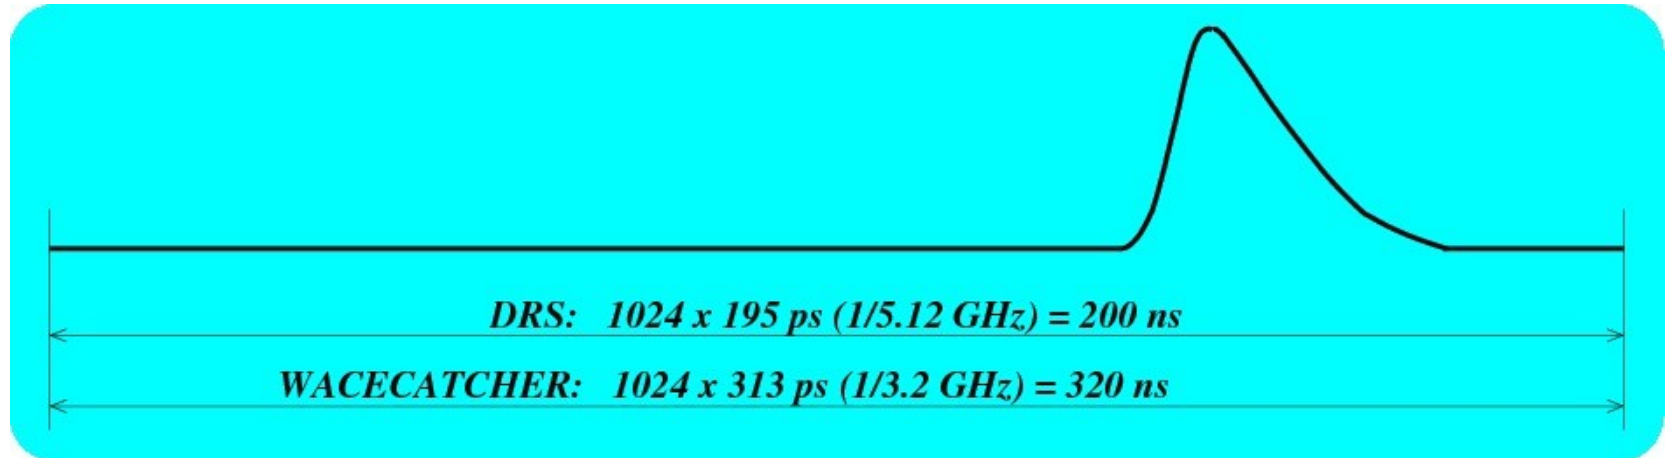 DRS: 1024 x 195 ps (1/5.12 GHz) = 200 ns
WACECATCHER: 1024 x 313 ps (1/3.2 GHz) = 320 ns